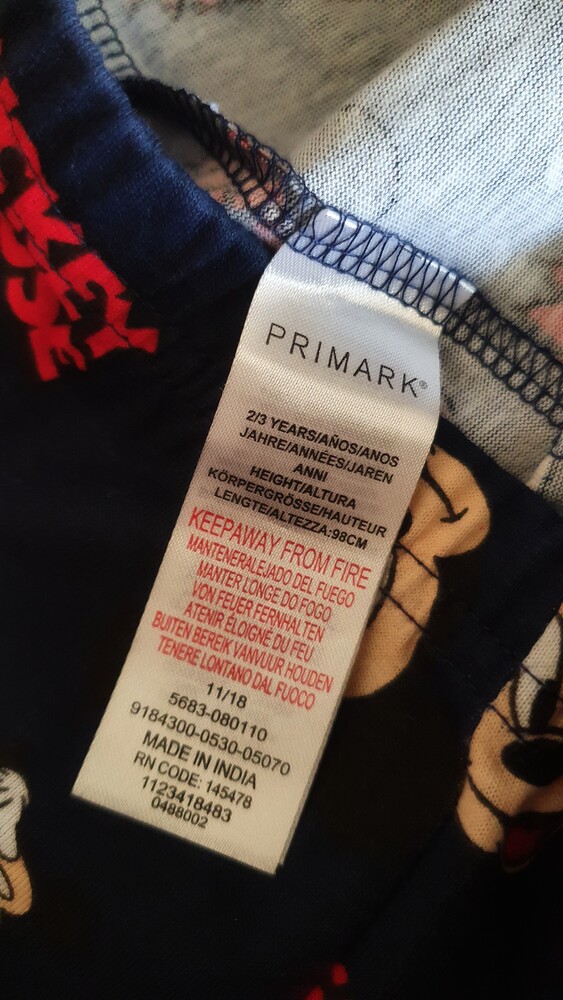 PRIMARK®
2/3 YEARS/AÑOS/ANOS
JAHRE/ANNÉES/JAREN
ANNI
HEIGHT/ALTURA
KÖRPERGRÖSSE/HAUTEUR
LENGTE/ALTEZZA:98CM
KEEPAWAY FROM FIRE
MANTENERALEJADO DEL FUEGO
MANTER LONGE DO FOGO
VON FEUER FERNHALTEN
ATENIR ÉLOIGNE DU FEU
BUITEN BEREIK VANVUUR HOUDEN
TENERE LONTANO DAL FUOCO
11/18
5683-080110
9184300-0530-05070
MADE IN INDIA
RN CODE: 145478
1123418483
0488002